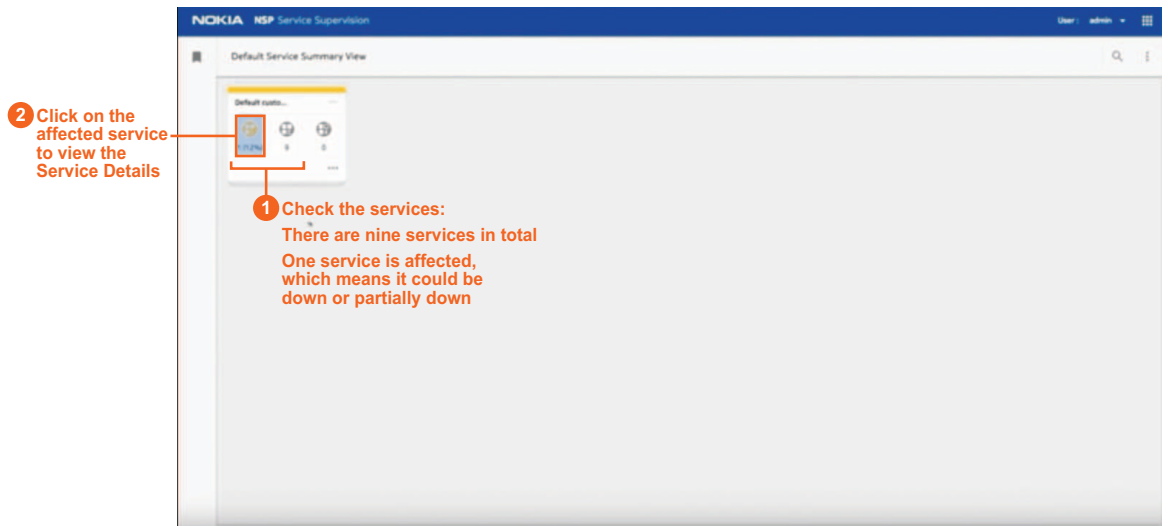 NOKIA NSP Service Supervision
User: admin
Default Service Summary View
Default custo...
1 (12%) 9 0
2 Click on the
affected service
to view the
Service Details
1 Check the services:
There are nine services in total
One service is affected,
which means it could be
down or partially down